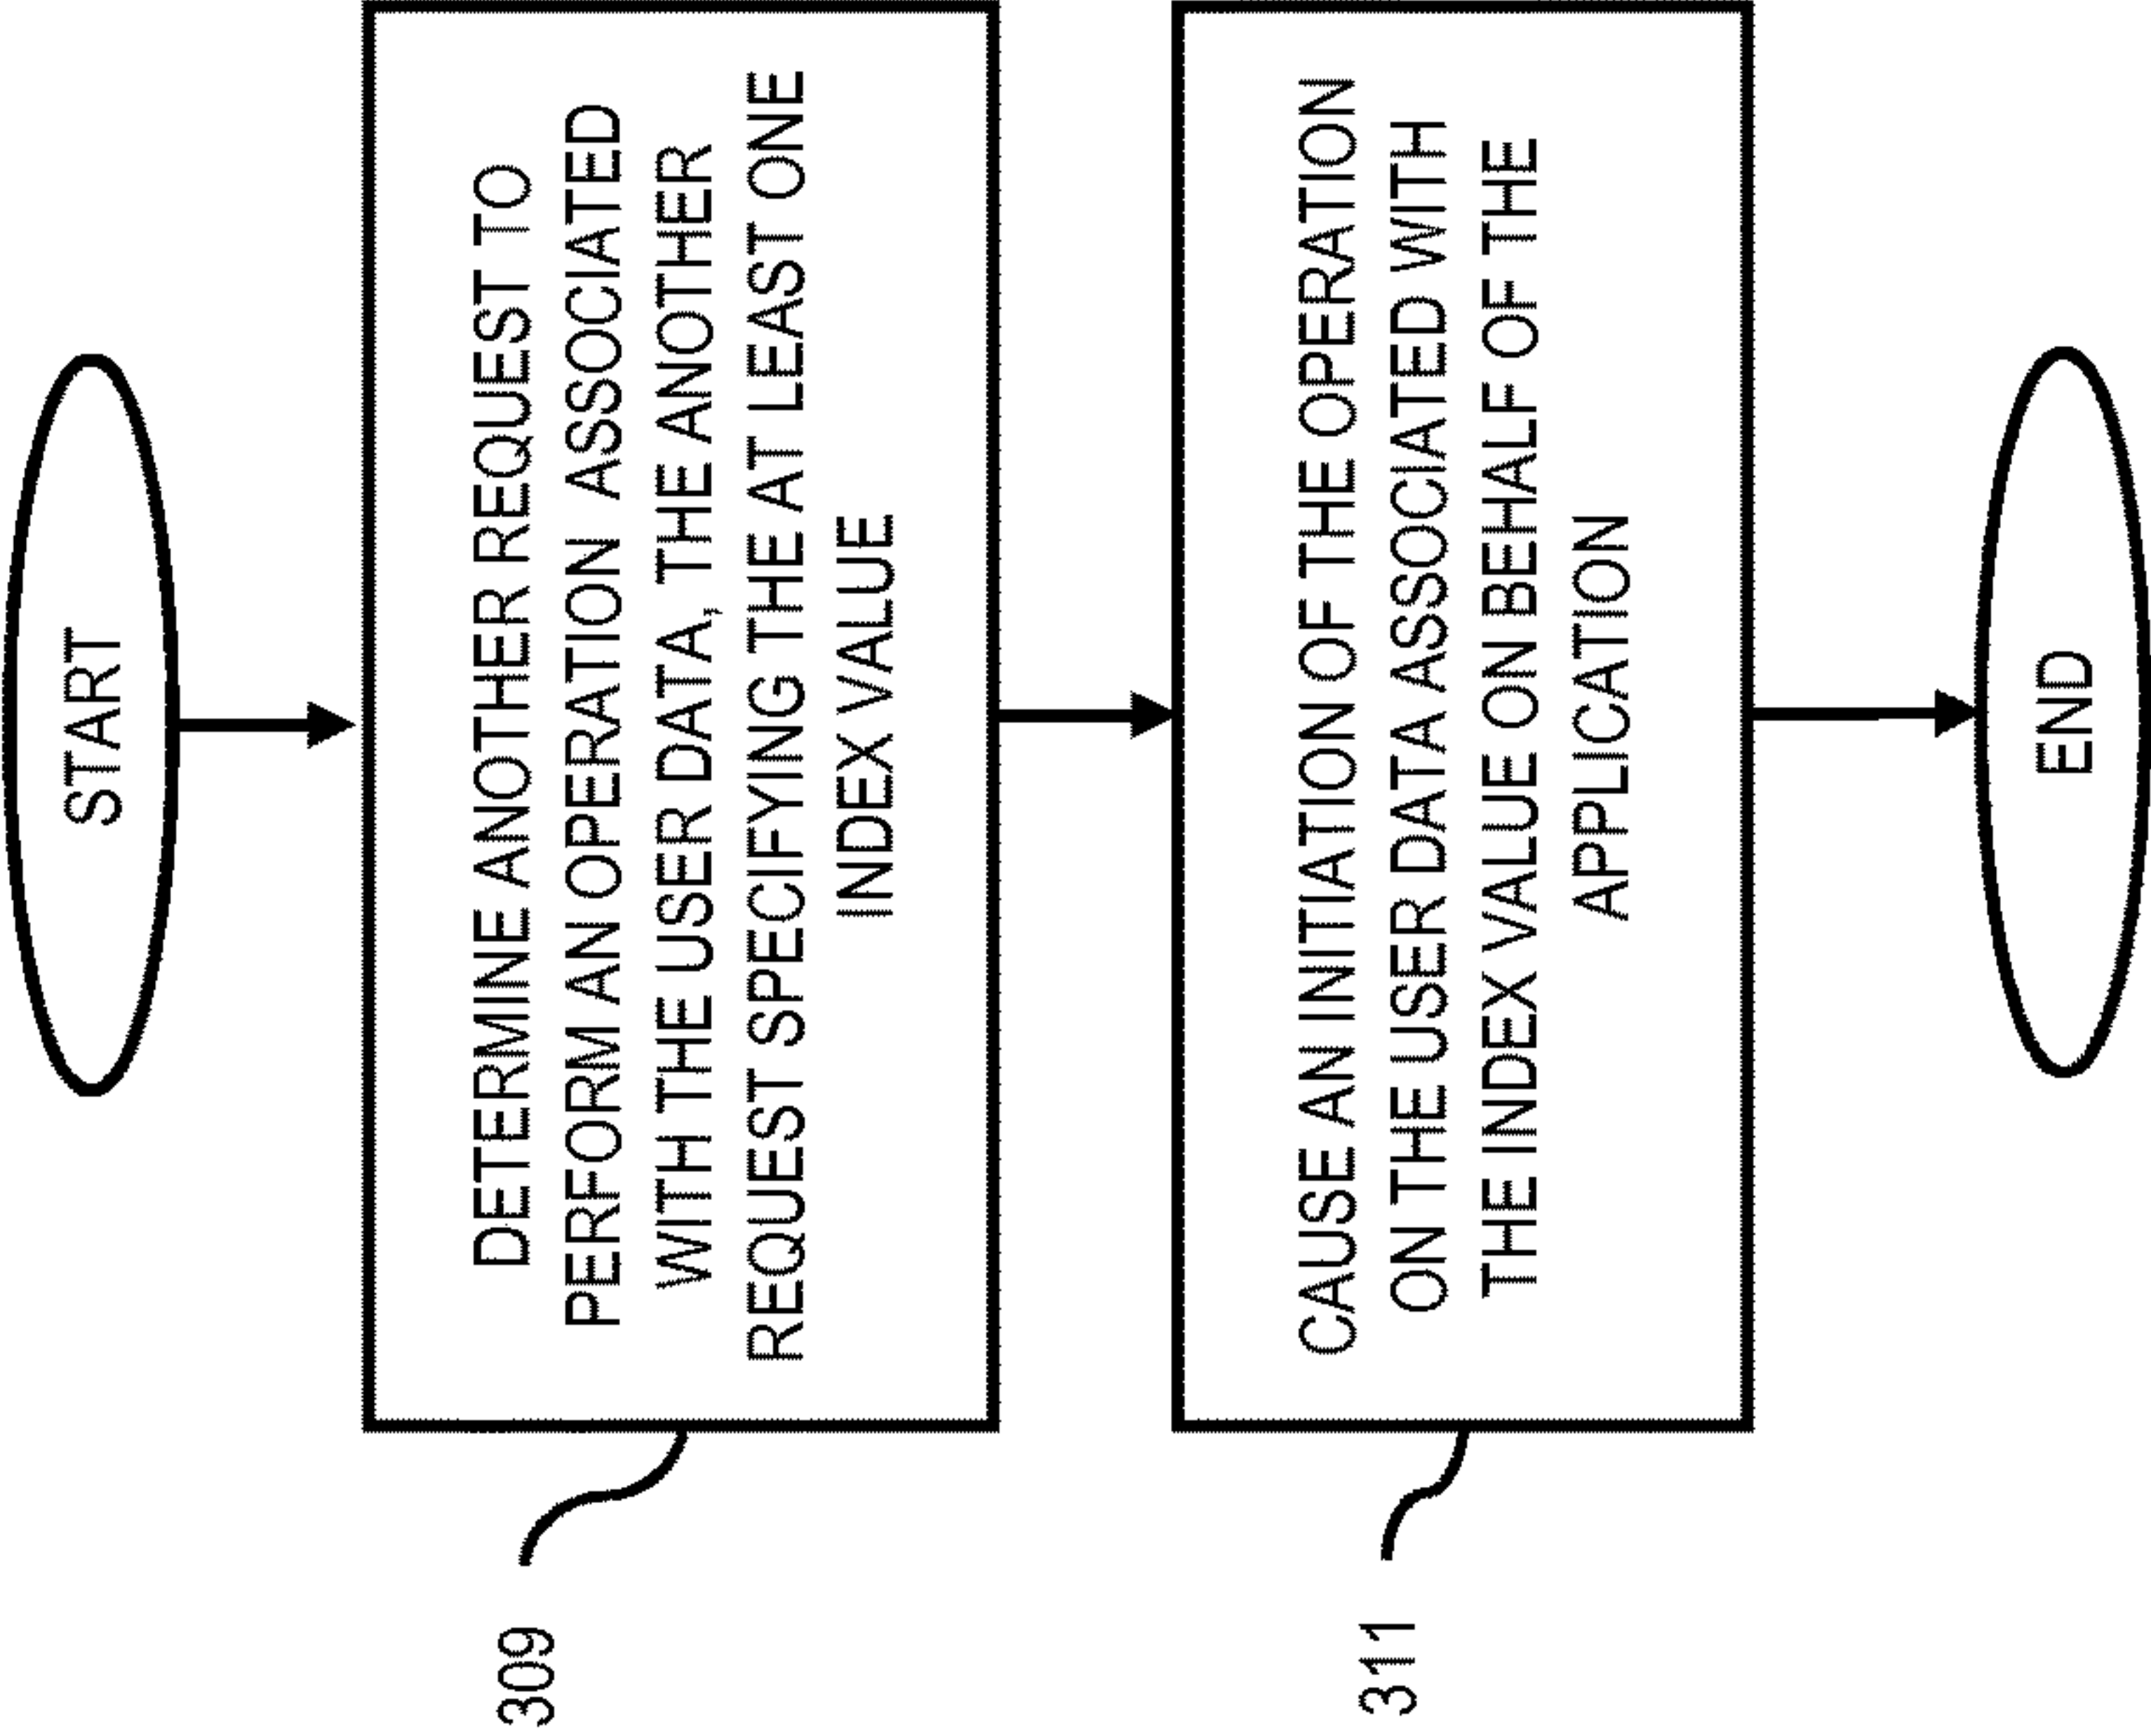 START
DETERMINE ANOTHER REQUEST TO
PERFORM AN OPERATION ASSOCIATED
WITH THE USER DATA, THE ANOTHER
REQUEST SPECIFYING THE AT LEAST ONE
INDEX VALUE
309
CAUSE AN INITIATION OF THE OPERATION
ON THE USER DATA ASSOCIATED WITH
THE INDEX VALUE ON BEHALF OF THE
APPLICATION
311
END